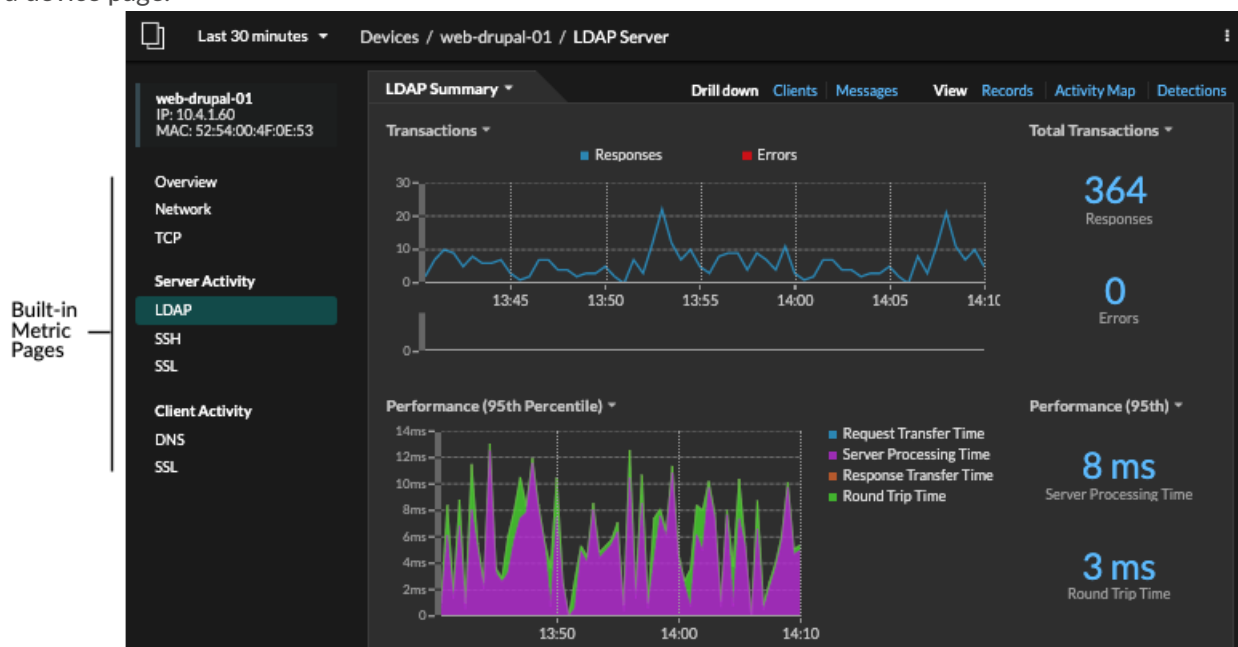 a device page.
Last 30 minutes
Devices / web-drupal-01 / LDAP Server
web-drupal-01
IP: 10.4.1.60
MAC: 52:54:00:4F:0E:53
Overview
Network
TCP
Server Activity
LDAP
SSH
SSL
Client Activity
DNS
SSL
Built-in
Metric
Pages
LDAP Summary
Drill down Clients Messages View Records Activity Map Detections
Transactions
Responses Errors
30
20
10
0
13:45 13:50 13:55 14:00 14:05 14:10
0
Total Transactions
364
Responses
0
Errors
Performance (95th Percentile)
Request Transfer Time
Server Processing Time
Response Transfer Time
Round Trip Time
14ms
12ms
10ms
8ms
6ms
4ms
2ms
0
13:50 14:00 14:10
Performance (95th)
8 ms
Server Processing Time
3 ms
Round Trip Time